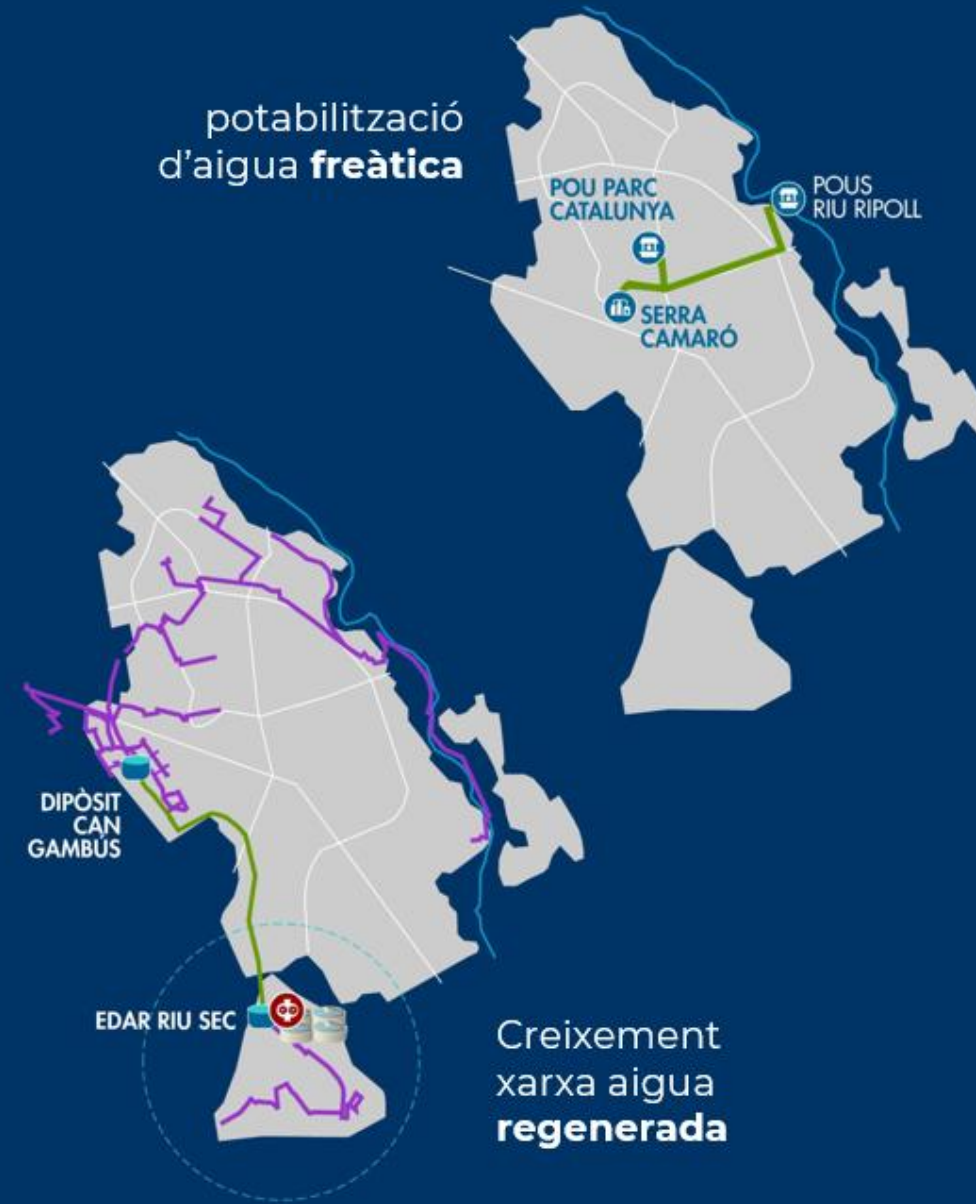 potabilització
d'aigua freàtica
POU PARC
CATALUNYA
POUS
RIU RIPOLL
SERRA
CAMARÓ
DIPÒSIT
CAN
GAMBÚS
EDAR RIU SEC
Creixement
xarxa aigua
regenerada